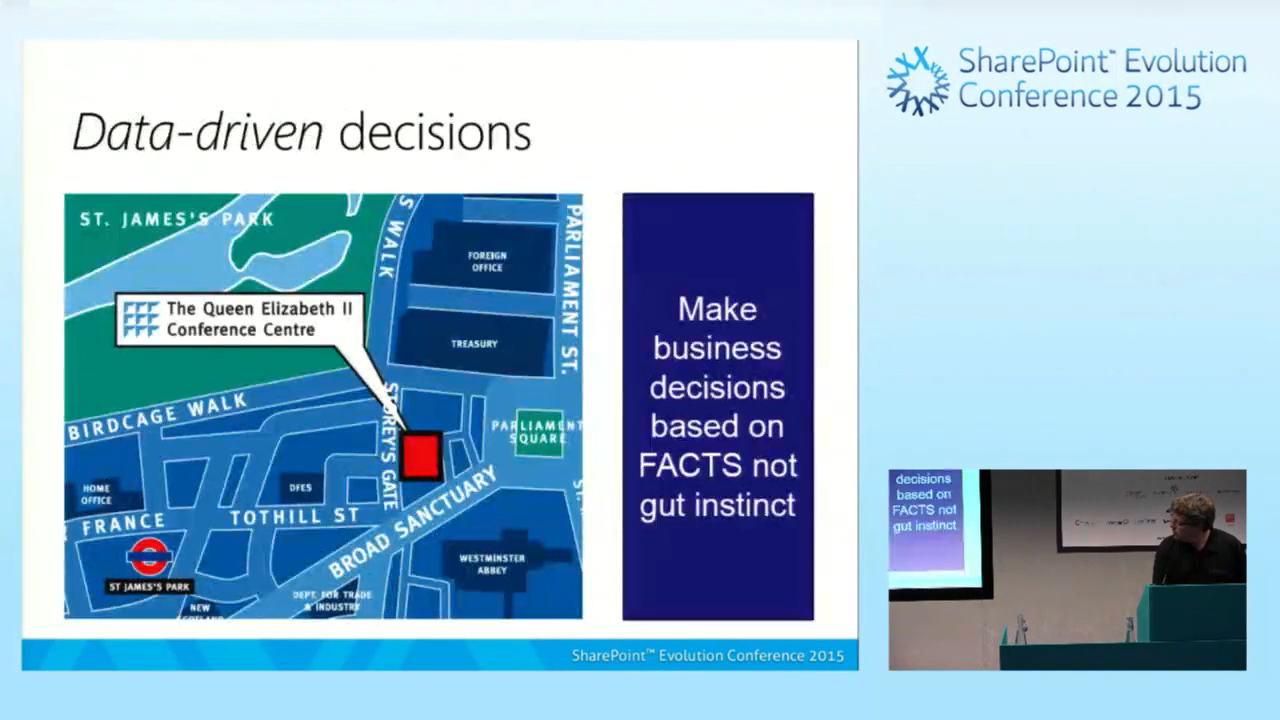 SharePoint™ Evolution
Conference 2015
Data-driven decisions
ST. JAMES'S PARK
S WALK
FOREIGN
OFFICE
PARLIAMENT ST.
The Queen Elizabeth II
Conference Centre
TREASURY
STOREY'S GATE
BIRDCAGE WALK
PARLIAMENT
SQUARE
HOME
OFFICE
DFES
FRANCE
TOTHILL ST
BROAD SANCTUARY
ST.
WESTMINSTER
ABBEY
ST JAMES'S PARK
DEPT. FOR TRADE
& INDUSTRY
NEW
Make
business
decisions
based on
FACTS not
gut instinct
SharePoint™ Evolution Conference 2015
decisions
based on
FACTS not
gut instinct